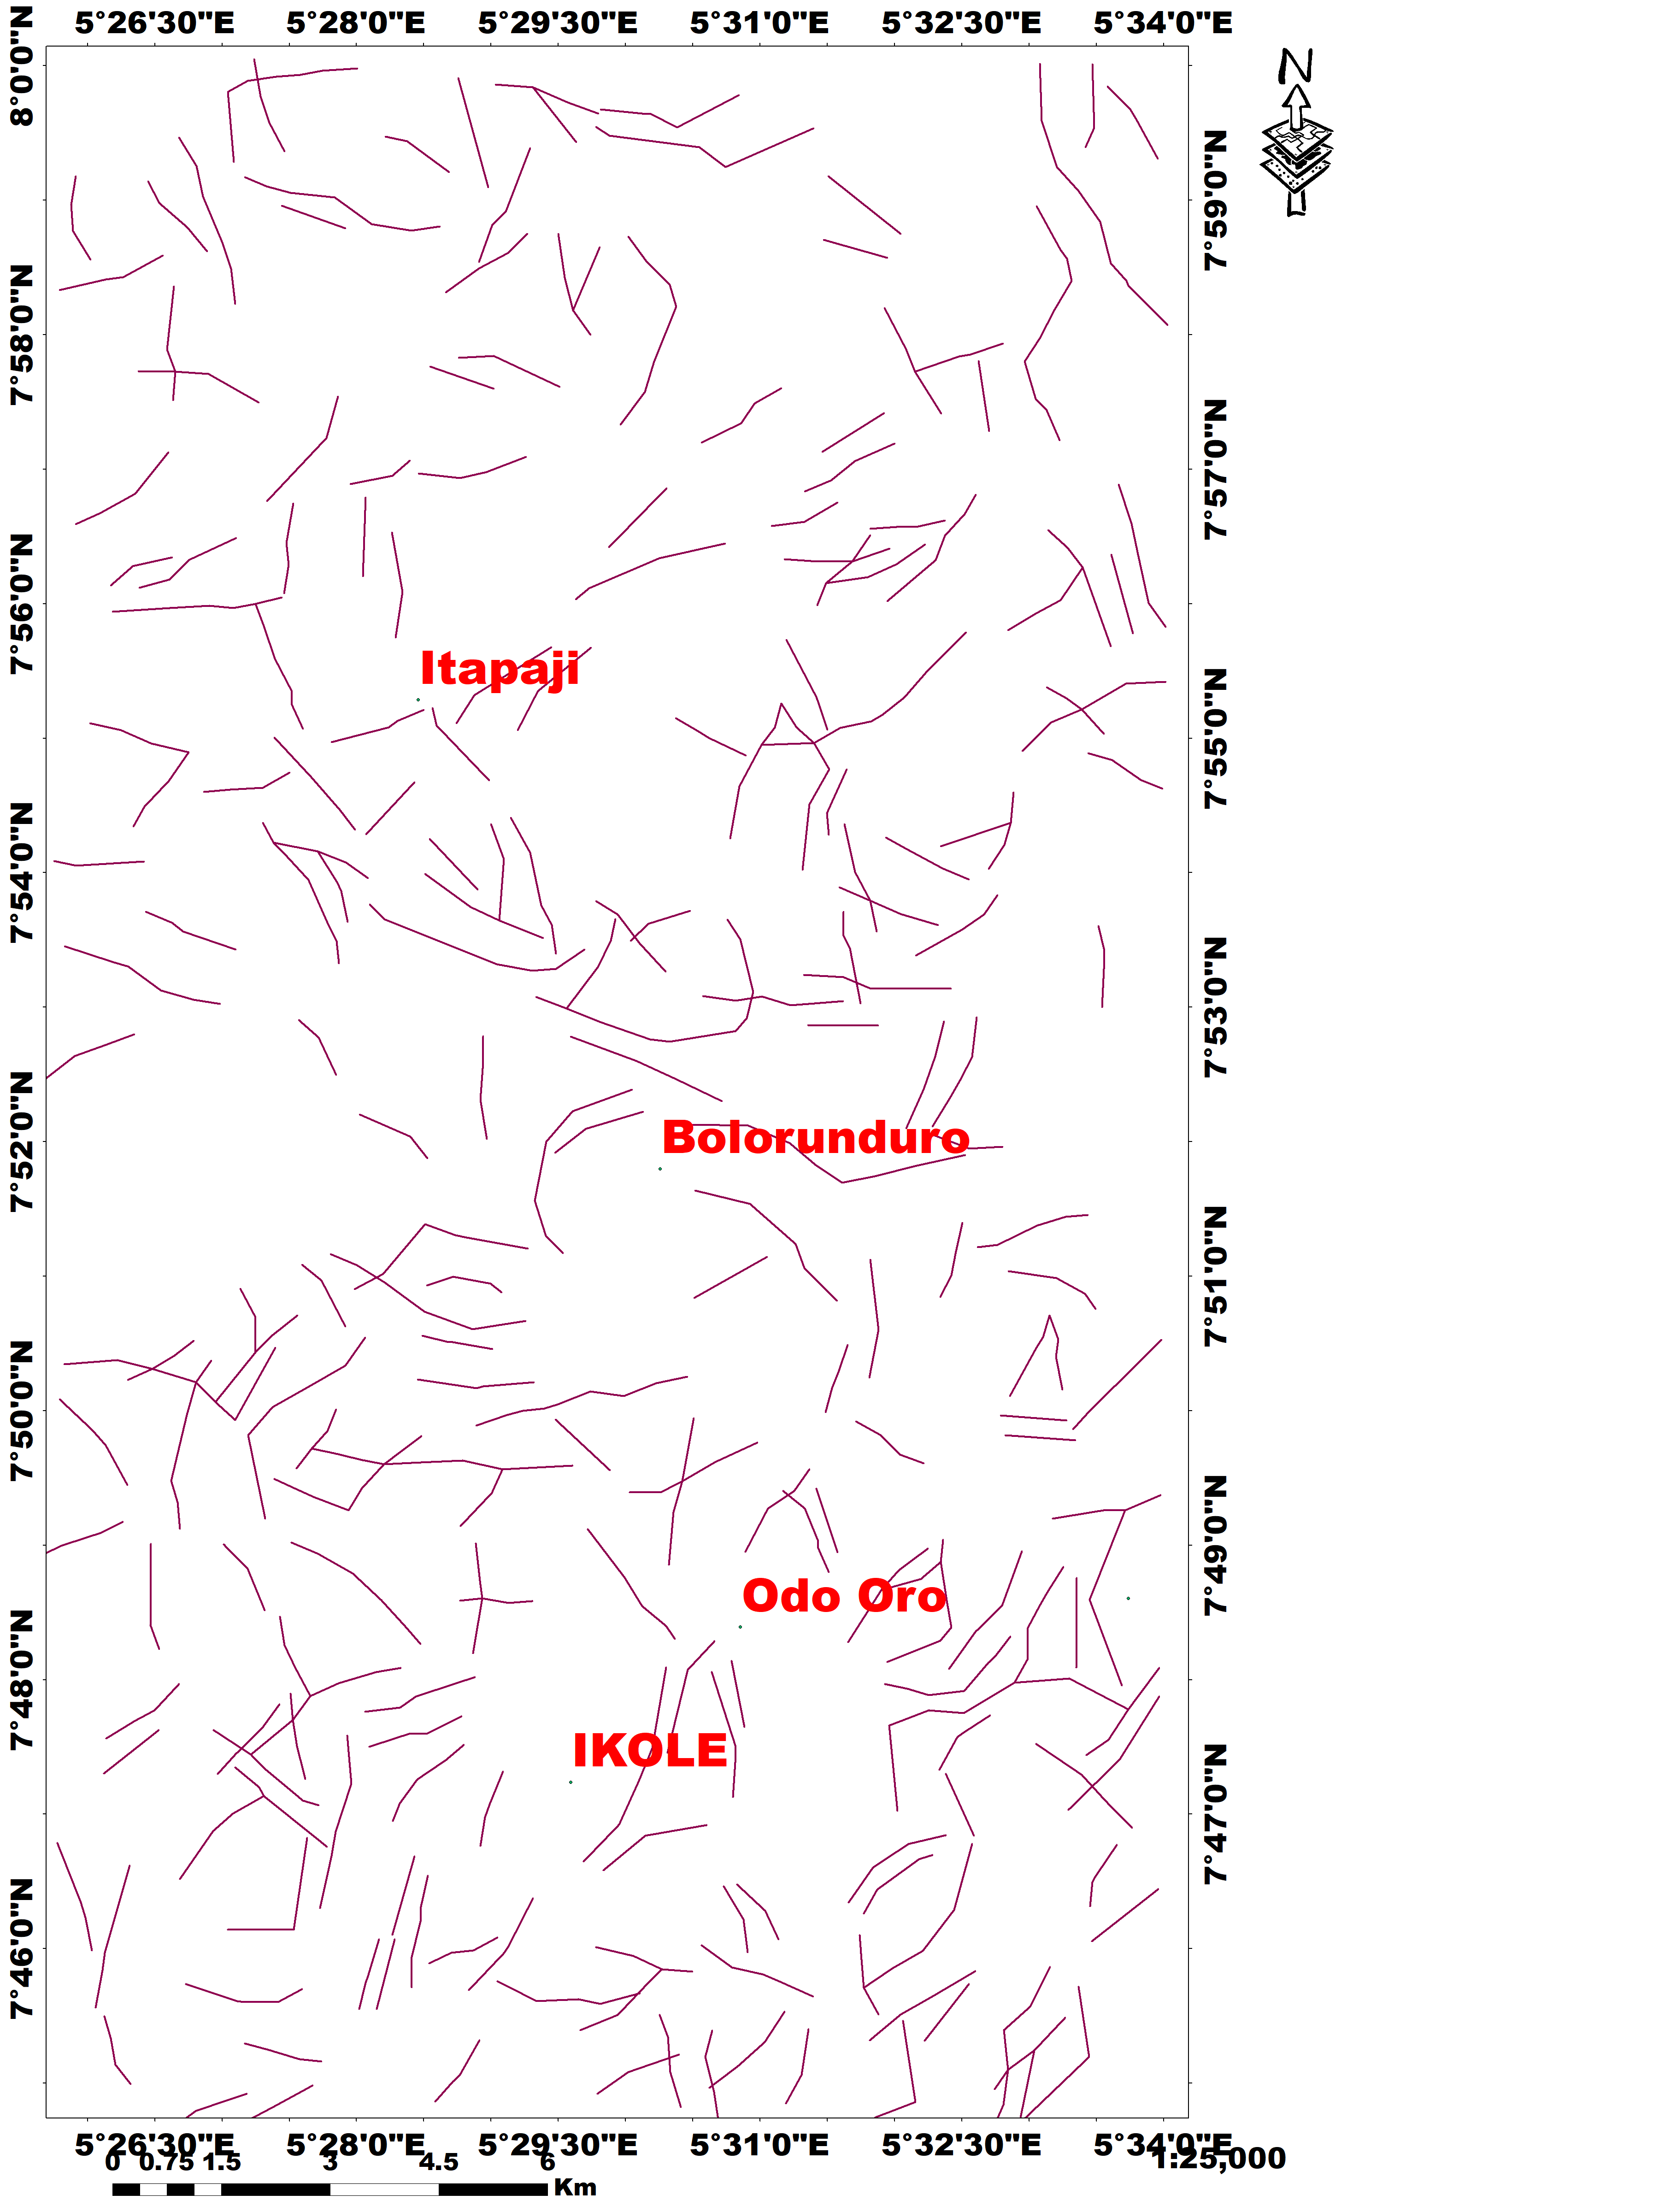 5°26'30"E 5°28'0"E 5°29'30"E 5°31'0"E 5°32'30"E 5°34'0"E
N
8°0'0"N
7°59'0"N
7°58'0"N
7°57'0"N
7°56'0"N
Itapaji
7°55'0"N
7°54'0"N
7°53'0"N
7°52'0"N
Bolorunduro
7°51'0"N
7°50'0"N
7°49'0"N
Odo Oro
7°48'0"N
IKOLE
7°47'0"N
7°46'0"N
5°26'30"E 5°28'0"E 5°29'30"E 5°31'0"E 5°32'30"E 5°34'0"E
0 0.75 1.5 3 4.5 6
Km
1:25,000